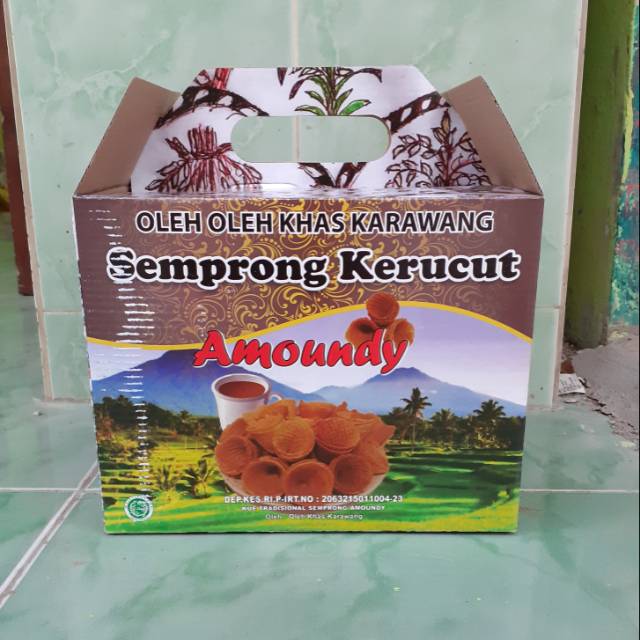 OLEH OLEH KHAS KARAWANG
Semprong Kerucut
Amoundy
DEP.KES.RI.P-IRT.NO : 2063215011004-23
KUE TRADISIONAL SEMPRONG AMOUNDY
Oleh - Oleh Khas Karawang